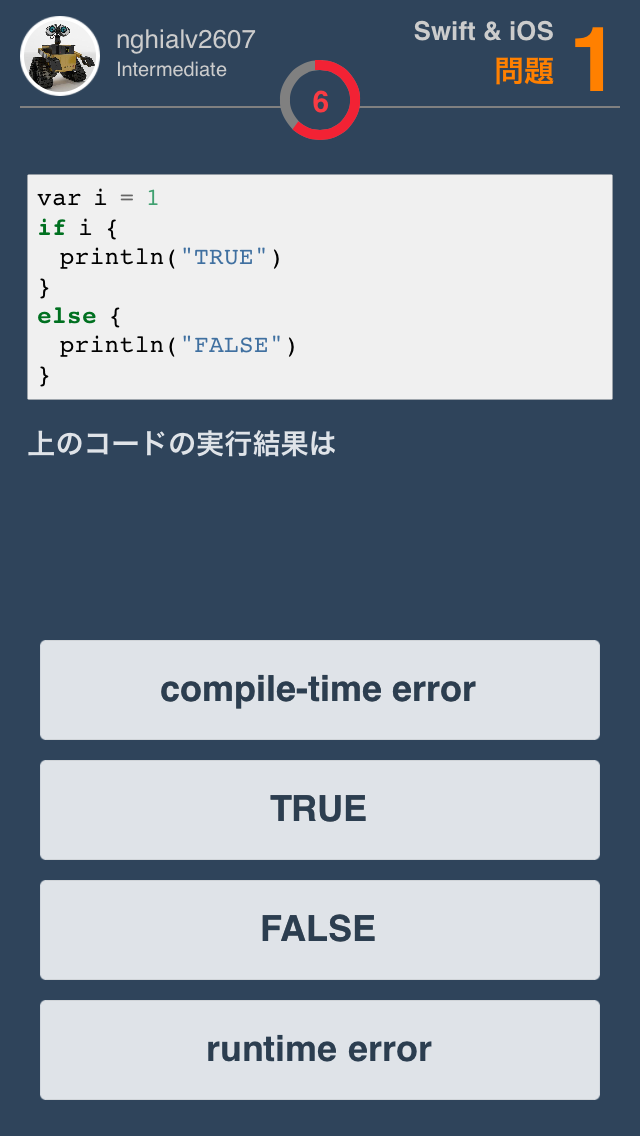 nghialv2607
Intermediate
Swift & iOS
問題 1
6
var i = 1
if i {
  println("TRUE")
}
else {
  println("FALSE")
}
上のコードの実行結果は
compile-time error
TRUE
FALSE
runtime error